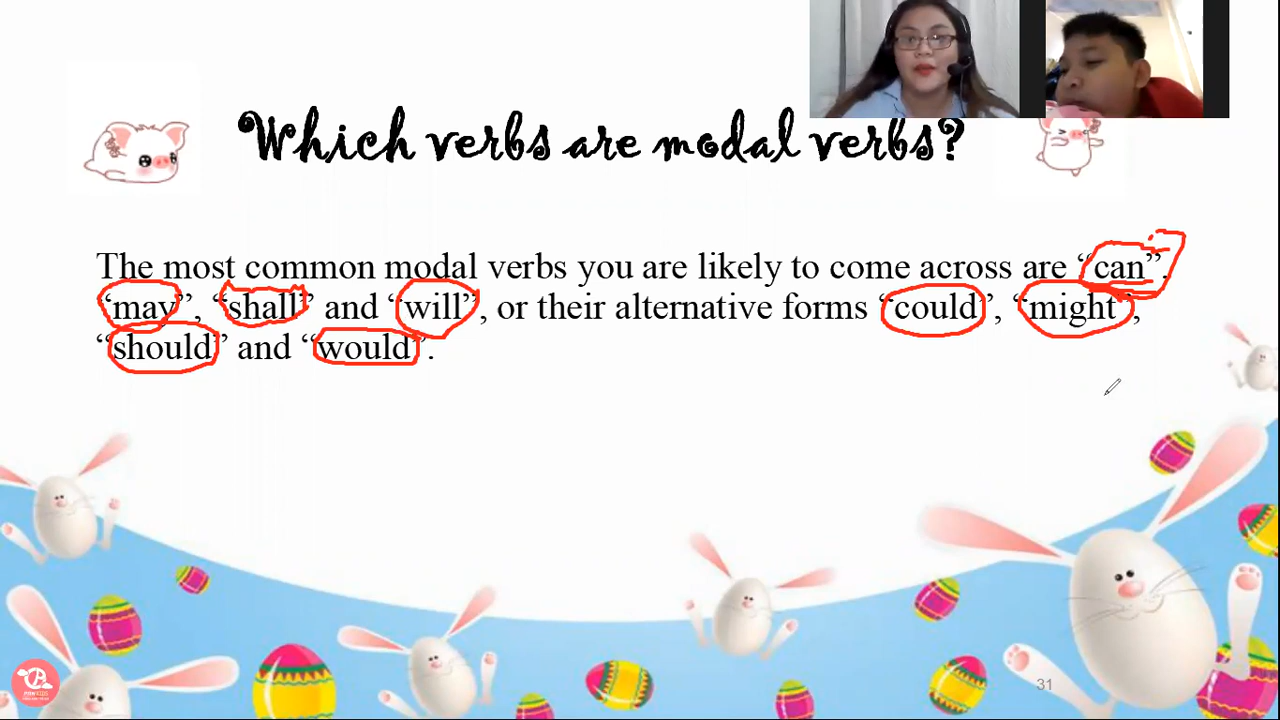 Which verbs are modal verbs?
The most common modal verbs you are likely to come across are “can”,
“may”, “shall” and “will”, or their alternative forms “could”, “might”,
“should” and “would”.
31